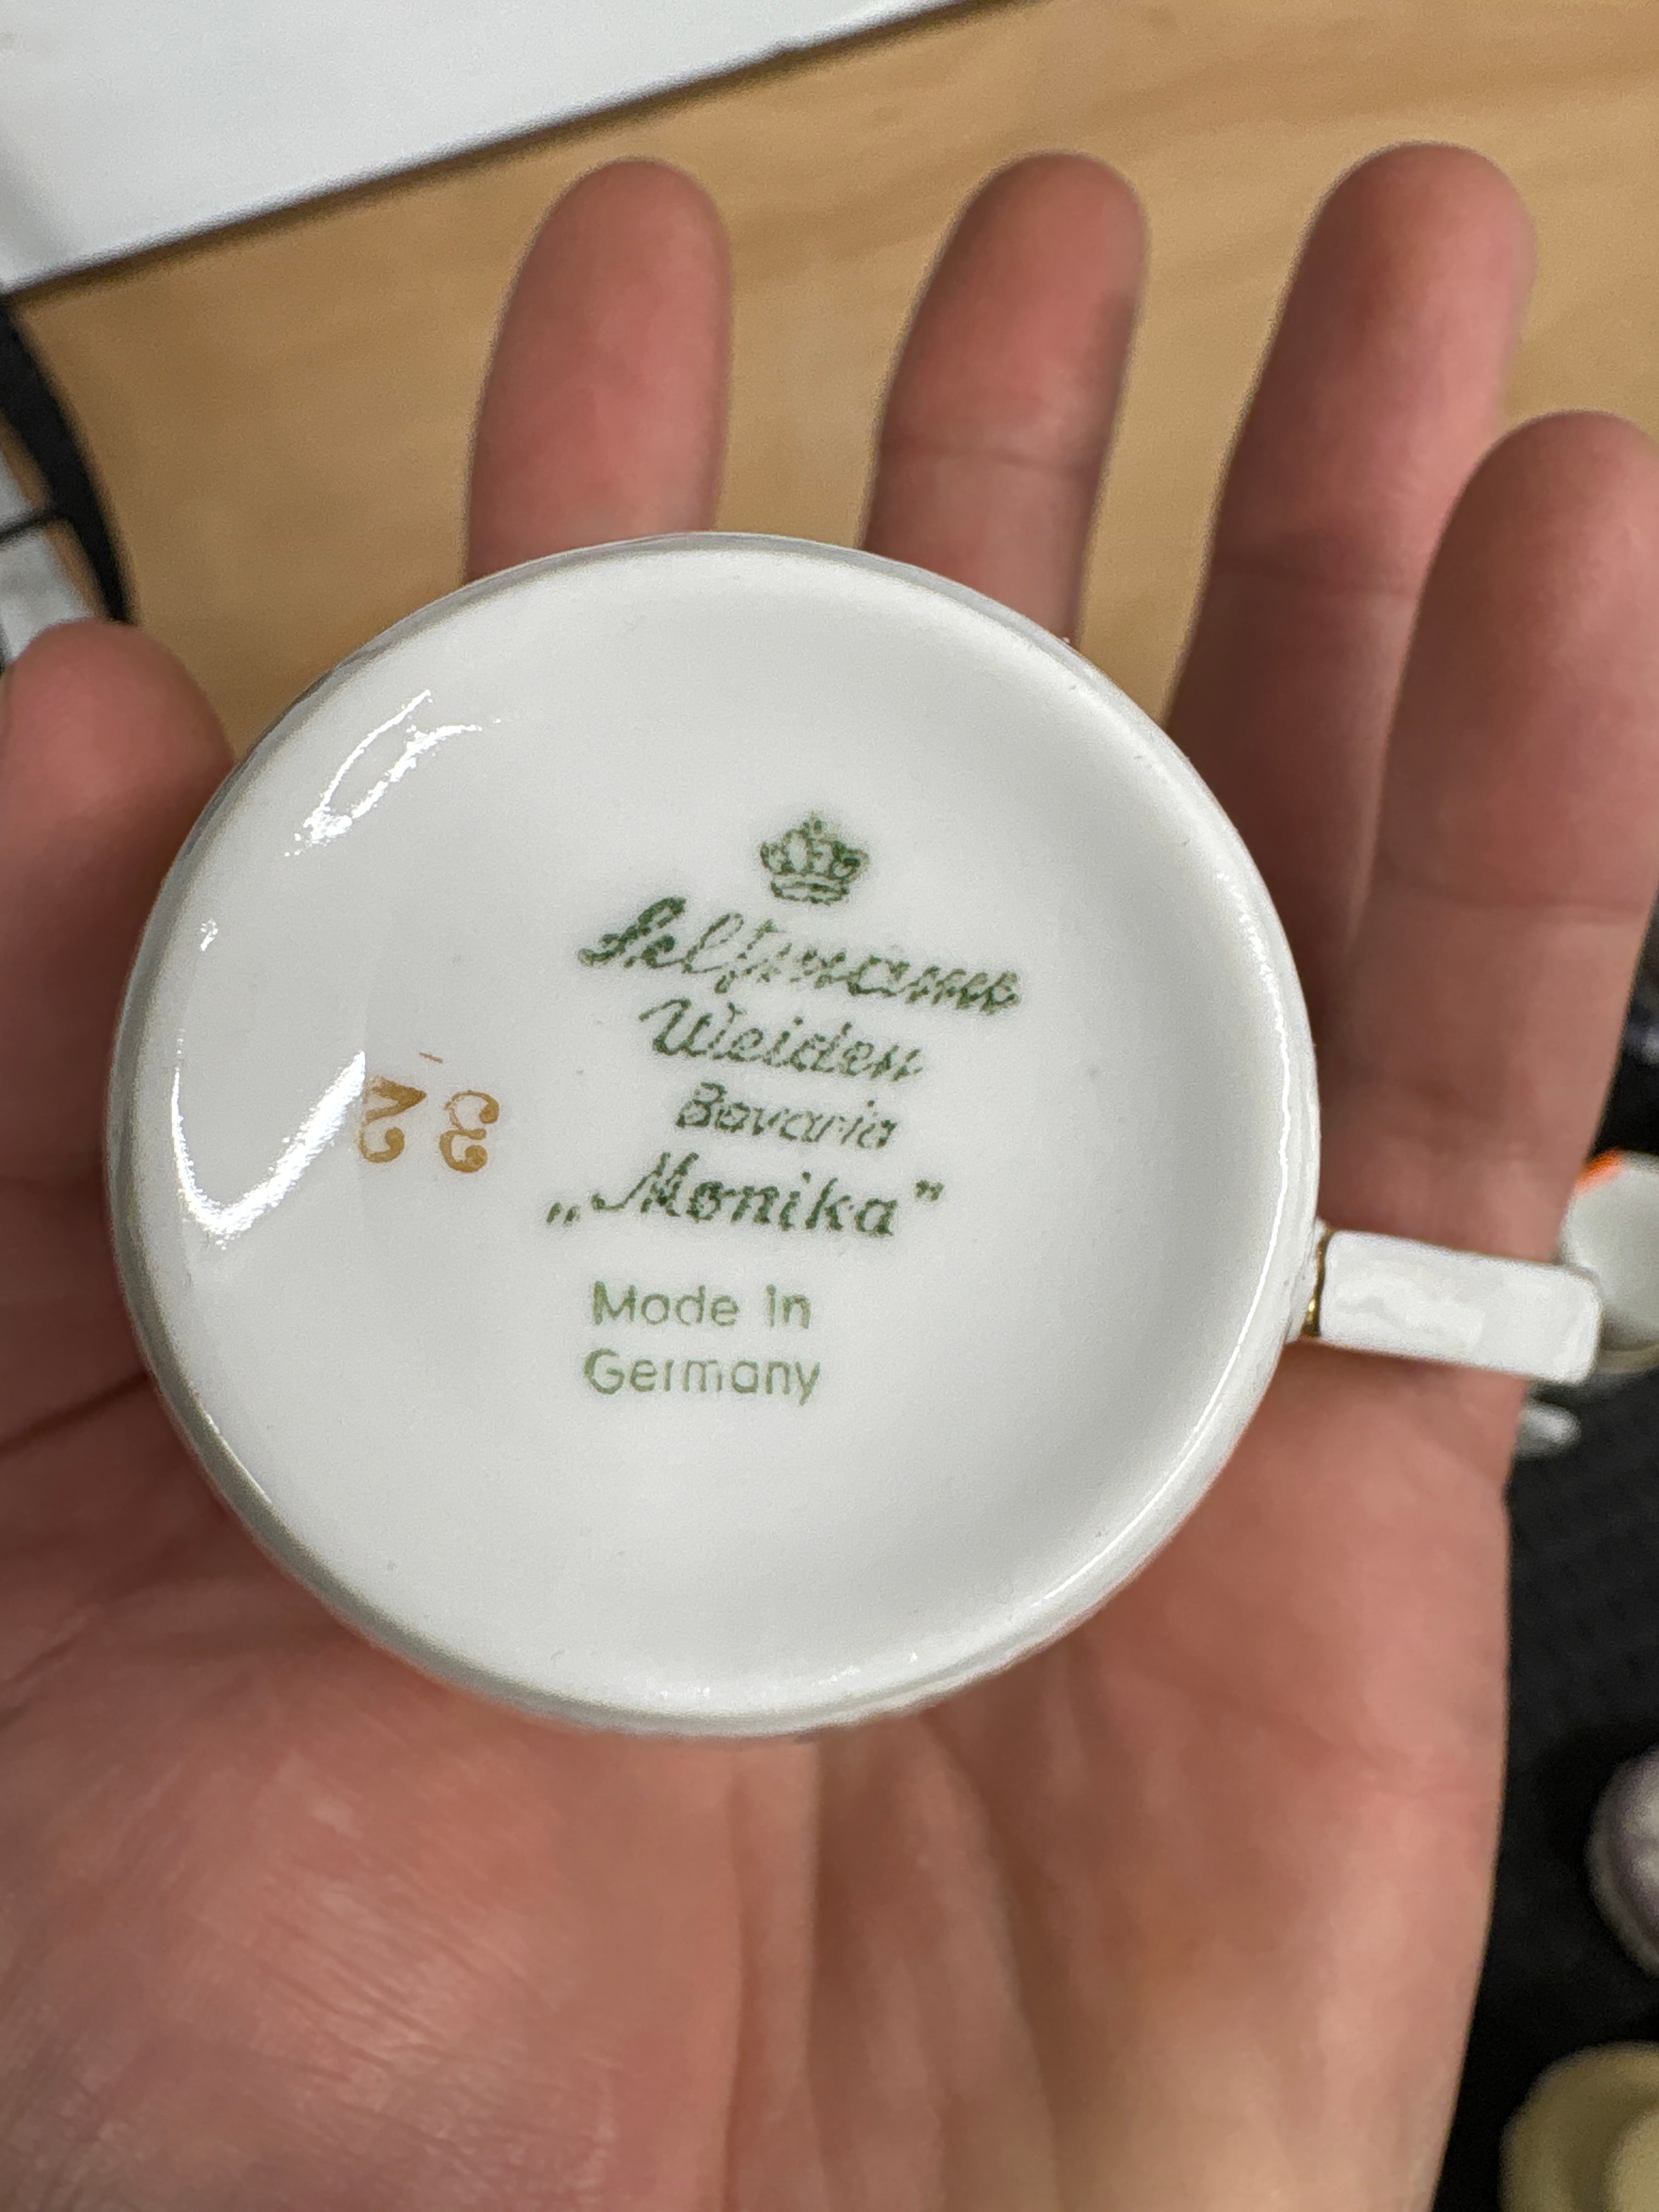 Seltmann
Weiden
Bavaria
„Monika”
Made in
Germany
32